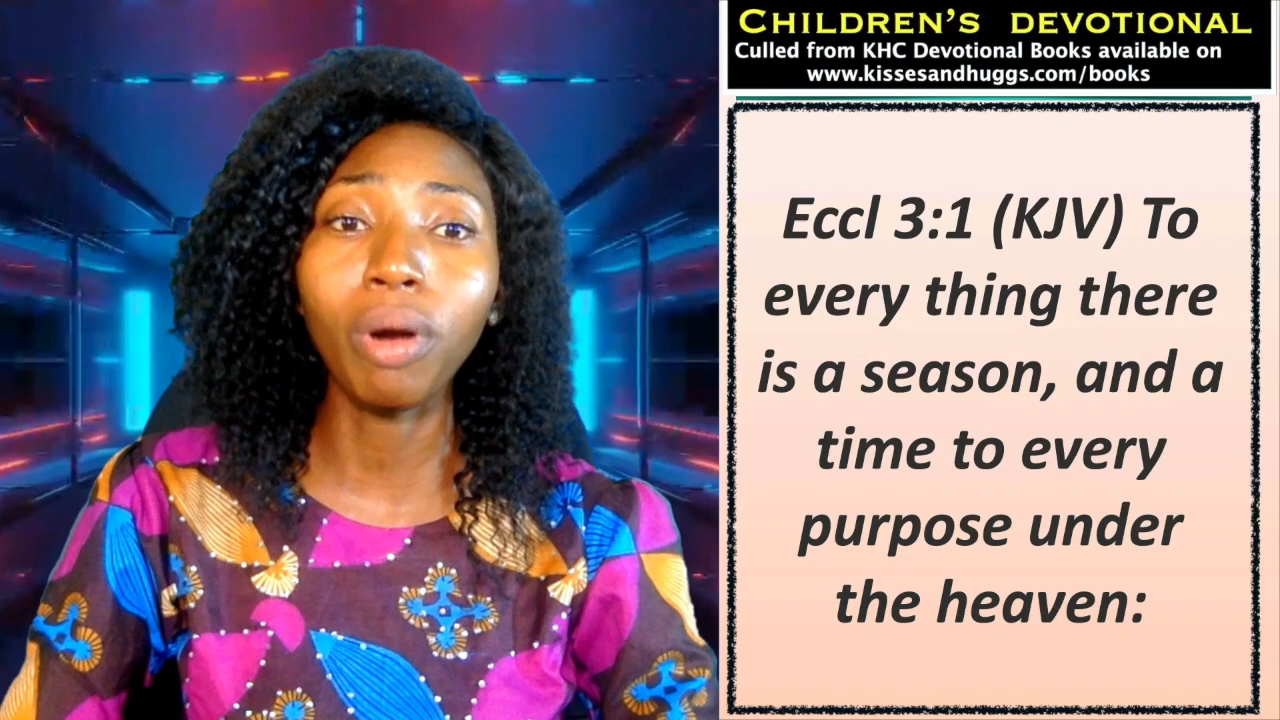 CHILDREN'S DEVOTIONAL
Culled from KHC Devotional Books available on
www.kissesandhuggs.com/books
Eccl 3:1 (KJV) To
every thing there
is a season, and a
time to every
purpose under
the heaven: